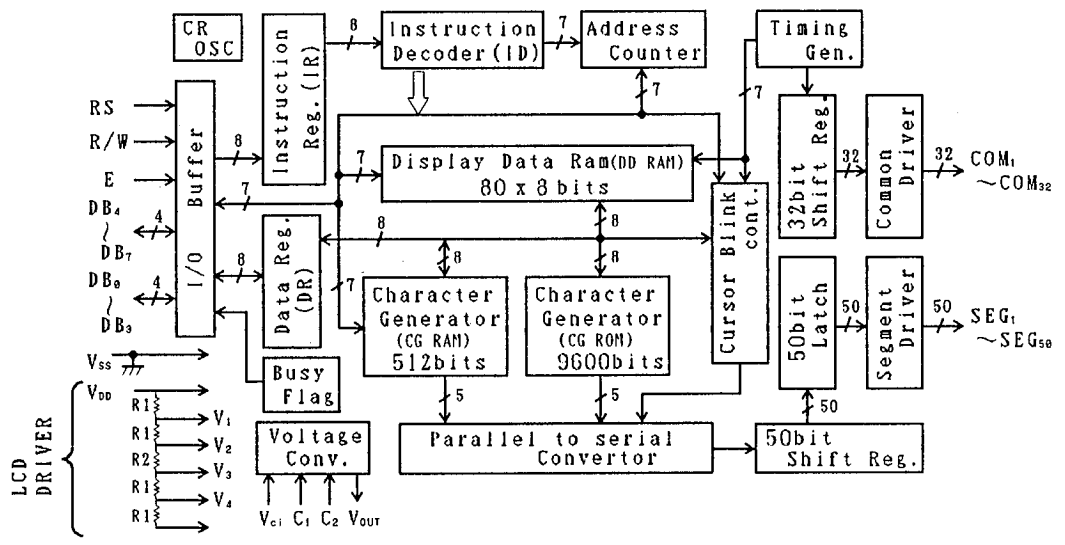 CR
OSC
Instruction
Reg. (IR)
8
Instruction
Decoder (ID)
7
Address
Counter
Timing
Gen.
7
7
RS
R/W
E
DB₄
~
DB₇
4
DB₀
~
DB₃
4
I/O Buffer
8
7
8
7
Display Data Ram (DD RAM)
80 x 8 bits
8
Data Reg.
(DR)
8
8
8
7
Character
Generator
(CG RAM)
512bits
Character
Generator
(CG ROM)
9600bits
Cursor Blink
cont.
32bit
Shift Reg.
32
Common
Driver
32
COM₁
~COM₃₂
50bit
Latch
50
Segment
Driver
50
SEG₁
~SEG₅₀
Busy
Flag
5
5
50
Parallel to serial
Convertor
50bit
Shift Reg.
Voltage
Conv.
Vci C₁ C₂ VOUT
VSS
VDD
LCD
DRIVER
R1
V₁
R1
V₂
R2
V₃
R1
V₄
R1